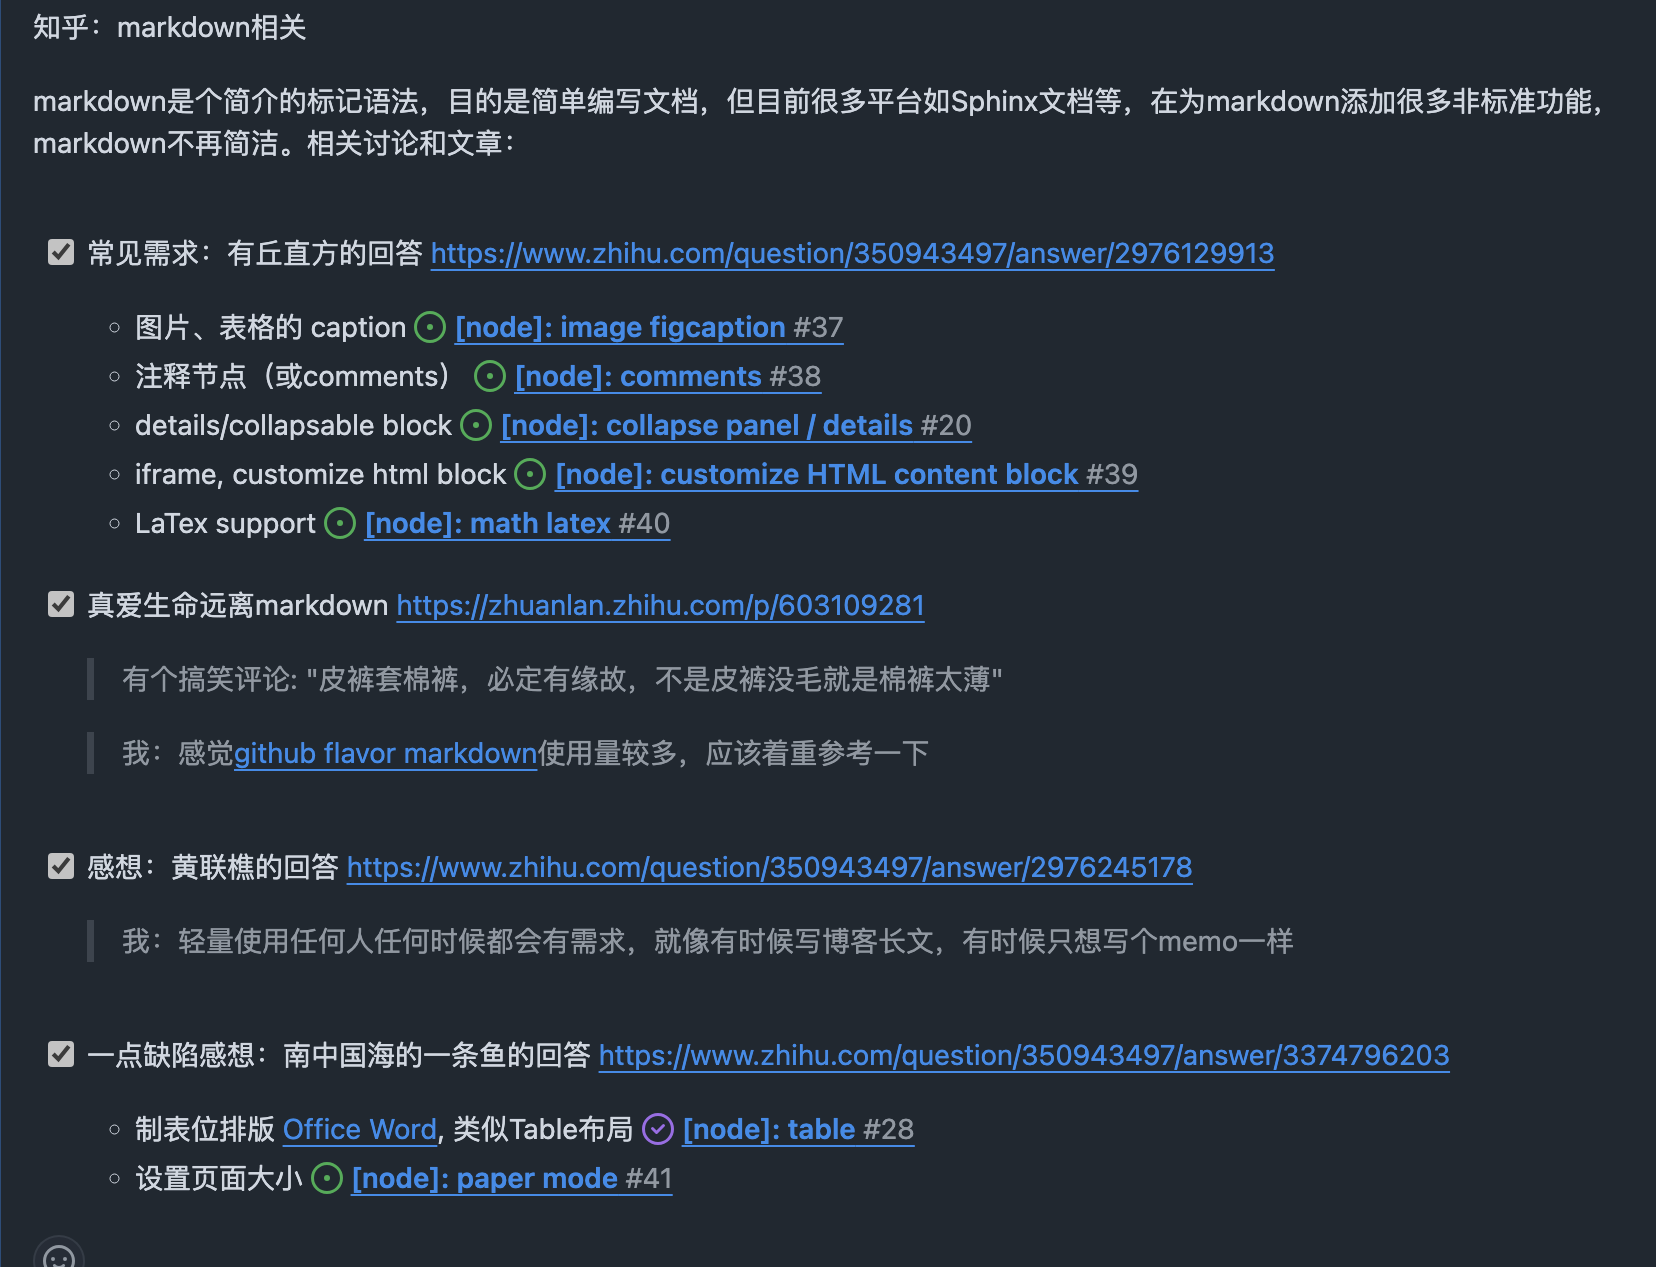 知乎：markdown相关
markdown是个简介的标记语法，目的是简单编写文档，但目前很多平台如Sphinx文档等，在为markdown添加很多非标准功能，
markdown不再简洁。相关讨论和文章：
常见需求：有丘直方的回答 https://www.zhihu.com/question/350943497/answer/2976129913
图片、表格的 caption [node]: image figcaption #37
注释节点（或comments） [node]: comments #38
details/collapsable block [node]: collapse panel / details #20
iframe, customize html block [node]: customize HTML content block #39
LaTex support [node]: math latex #40
真爱生命远离markdown https://zhuanlan.zhihu.com/p/603109281
有个搞笑评论: "皮裤套棉裤，必定有缘故，不是皮裤没毛就是棉裤太薄"
我：感觉github flavor markdown使用量较多，应该着重参考一下
感想：黄联樵的回答 https://www.zhihu.com/question/350943497/answer/2976245178
我：轻量使用任何人任何时候都会有需求，就像有时候写博客长文，有时候只想写个memo一样
一点缺陷感想：南中国海的一条鱼的回答 https://www.zhihu.com/question/350943497/answer/3374796203
制表位排版 Office Word, 类似Table布局 [node]: table #28
设置页面大小 [node]: paper mode #41